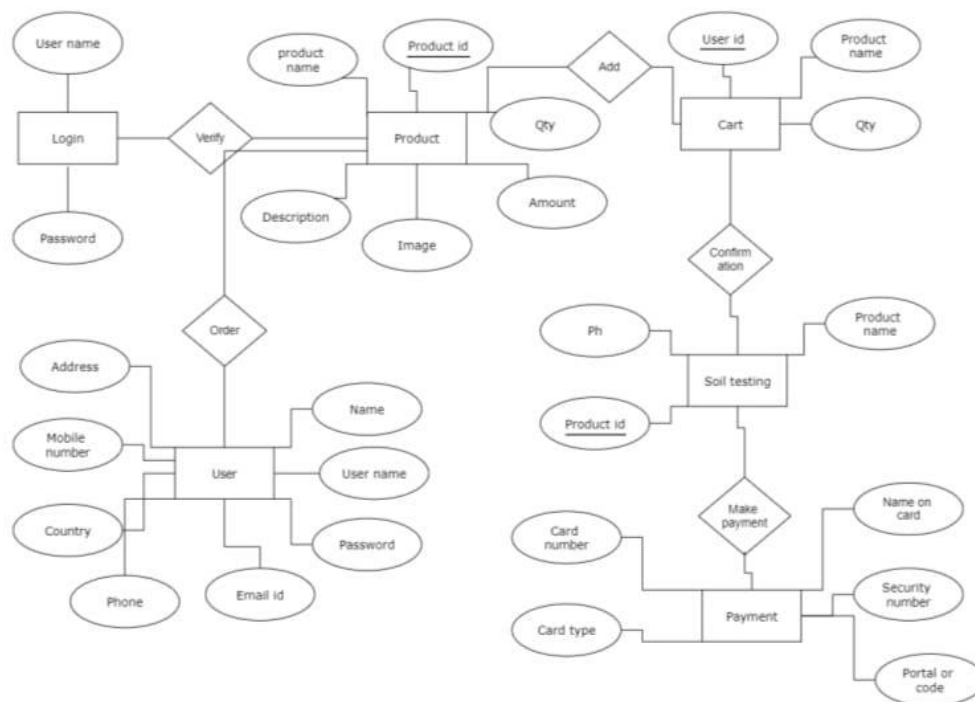 User name
product
name
Product id
Add
User id
Product
name
Login
Verify
Product
Qty
Cart
Qty
Password
Description
Image
Amount
Confirm
ation
Order
Ph
Product
name
Address
Soil testing
Name
Product id
Mobile
number
User
User name
Country
Password
Make
payment
Name on
card
Card
number
Phone
Email id
Security
number
Card type
Payment
Portal or
code